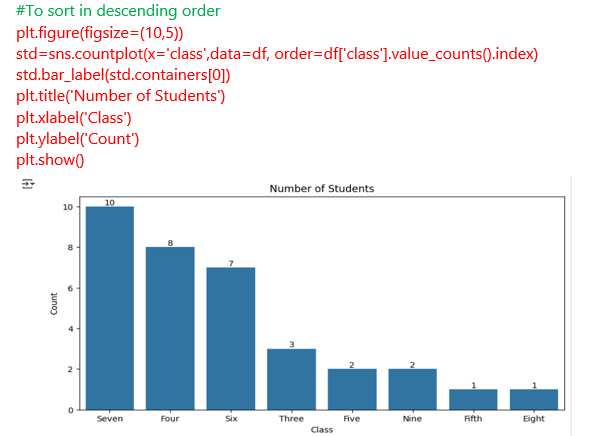 #To sort in descending order
plt.figure(figsize=(10,5))
std=sns.countplot(x='class',data=df, order=df['class'].value_counts().index)
std.bar_label(std.containers[0])
plt.title('Number of Students')
plt.xlabel('Class')
plt.ylabel('Count')
plt.show()
Number of Students
10
8
6
4
2
0
Count
10
8
7
3
2
2
1
1
Seven
Four
Six
Three
Five
Nine
Fifth
Eight
Class